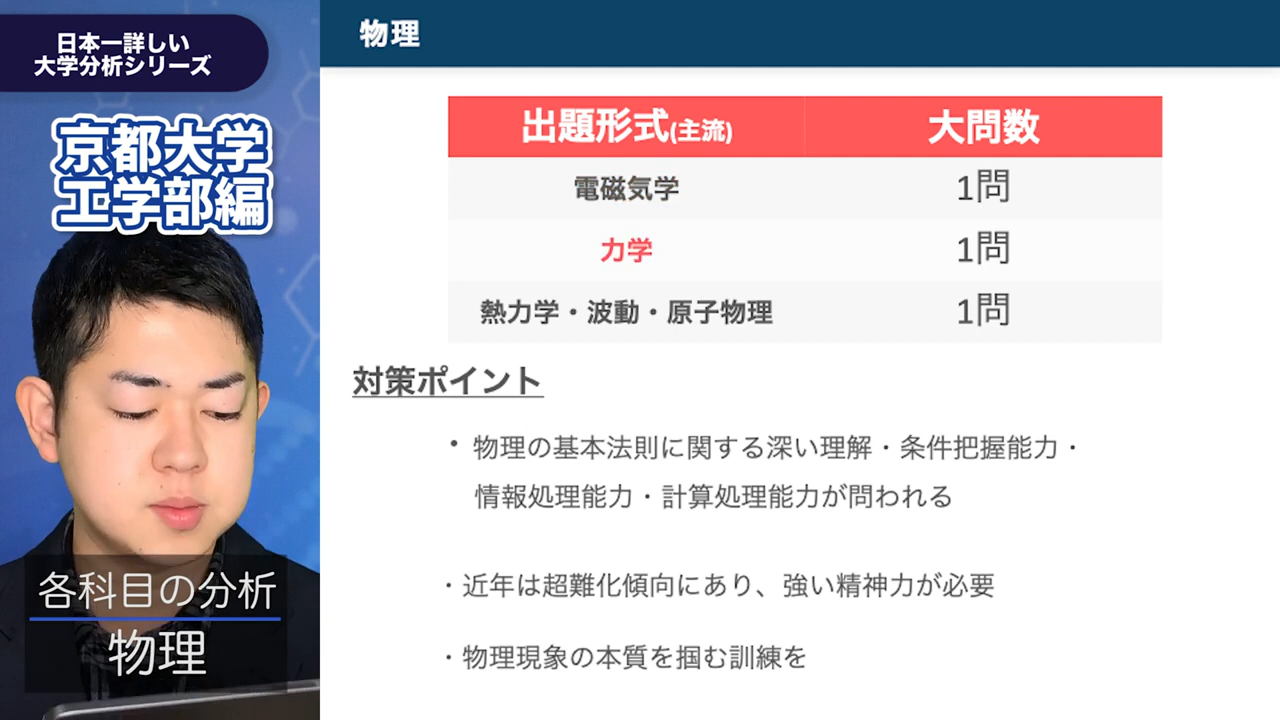 日本一詳しい
大学分析シリーズ
京都大学
工学部編
各科目の分析
物理
物理
出題形式(主流) 大問数
電磁気学 1問
力学 1問
熱力学・波動・原子物理 1問
対策ポイント
・物理の基本法則に関する深い理解・条件把握能力・
情報処理能力・計算処理能力が問われる
・近年は超難化傾向にあり、強い精神力が必要
・物理現象の本質を掴む訓練を